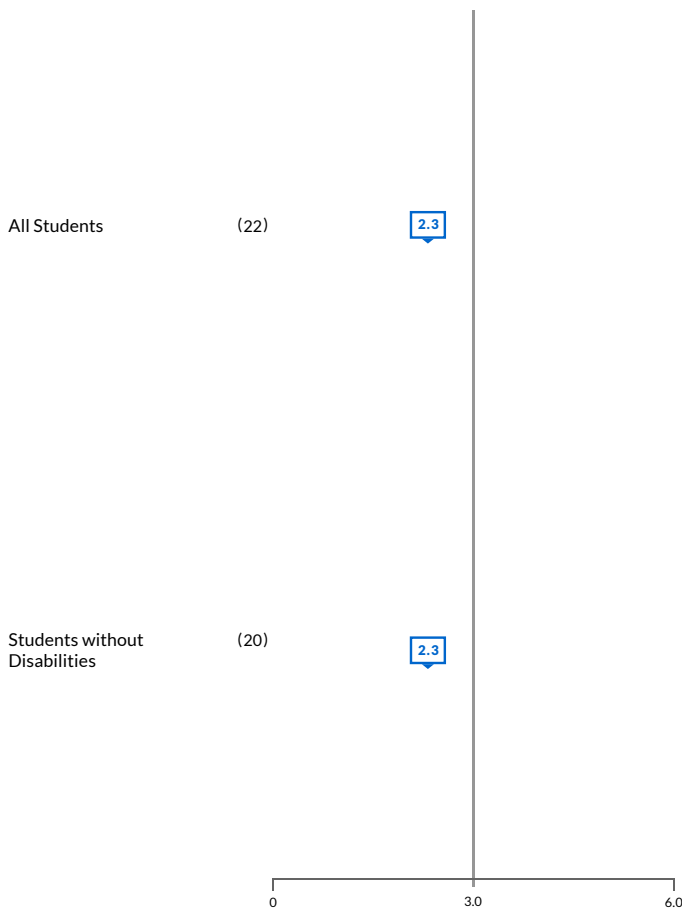 All Students (22) 2.3
Students without (20) 2.3
Disabilities
0 3.0 6.0